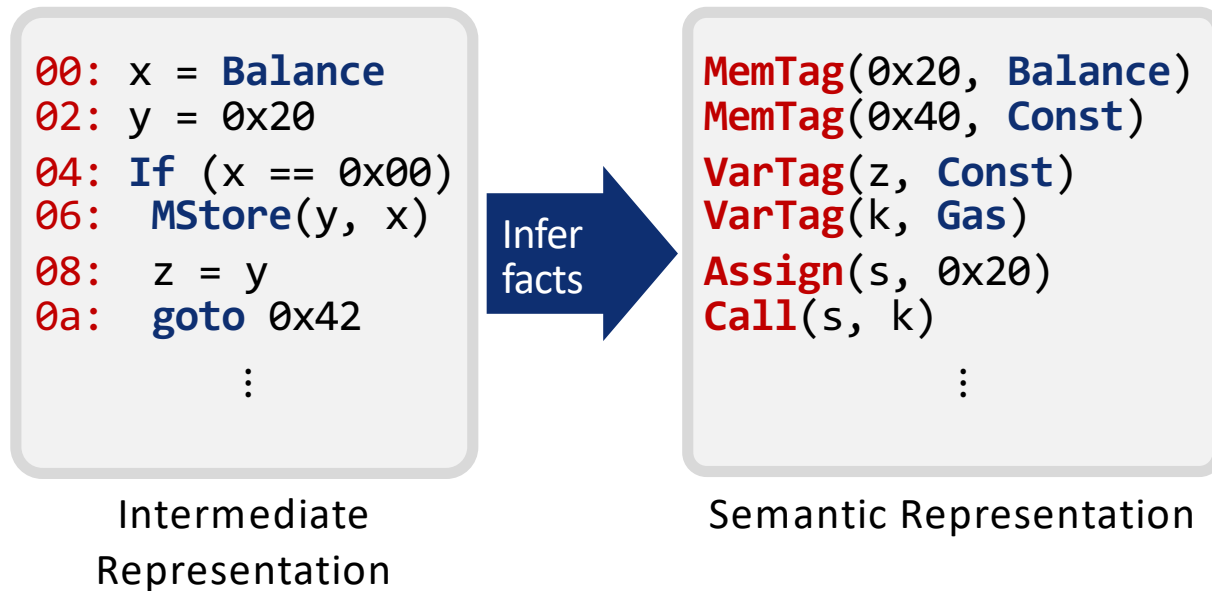 00: x = Balance
02: y = 0x20
04: If (x == 0x00)
06: MStore(y, x)
08: z = y
0a: goto 0x42
⋮
Intermediate
Representation
Infer
facts
MemTag(0x20, Balance)
MemTag(0x40, Const)
VarTag(z, Const)
VarTag(k, Gas)
Assign(s, 0x20)
Call(s, k)
⋮
Semantic Representation